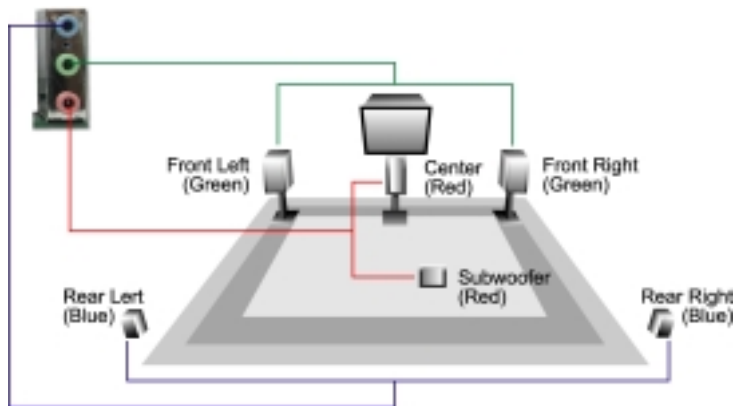 Front Left
(Green)
Center
(Red)
Front Right
(Green)
Subwoofer
(Red)
Rear Lert
(Blue)
Rear Right
(Blue)